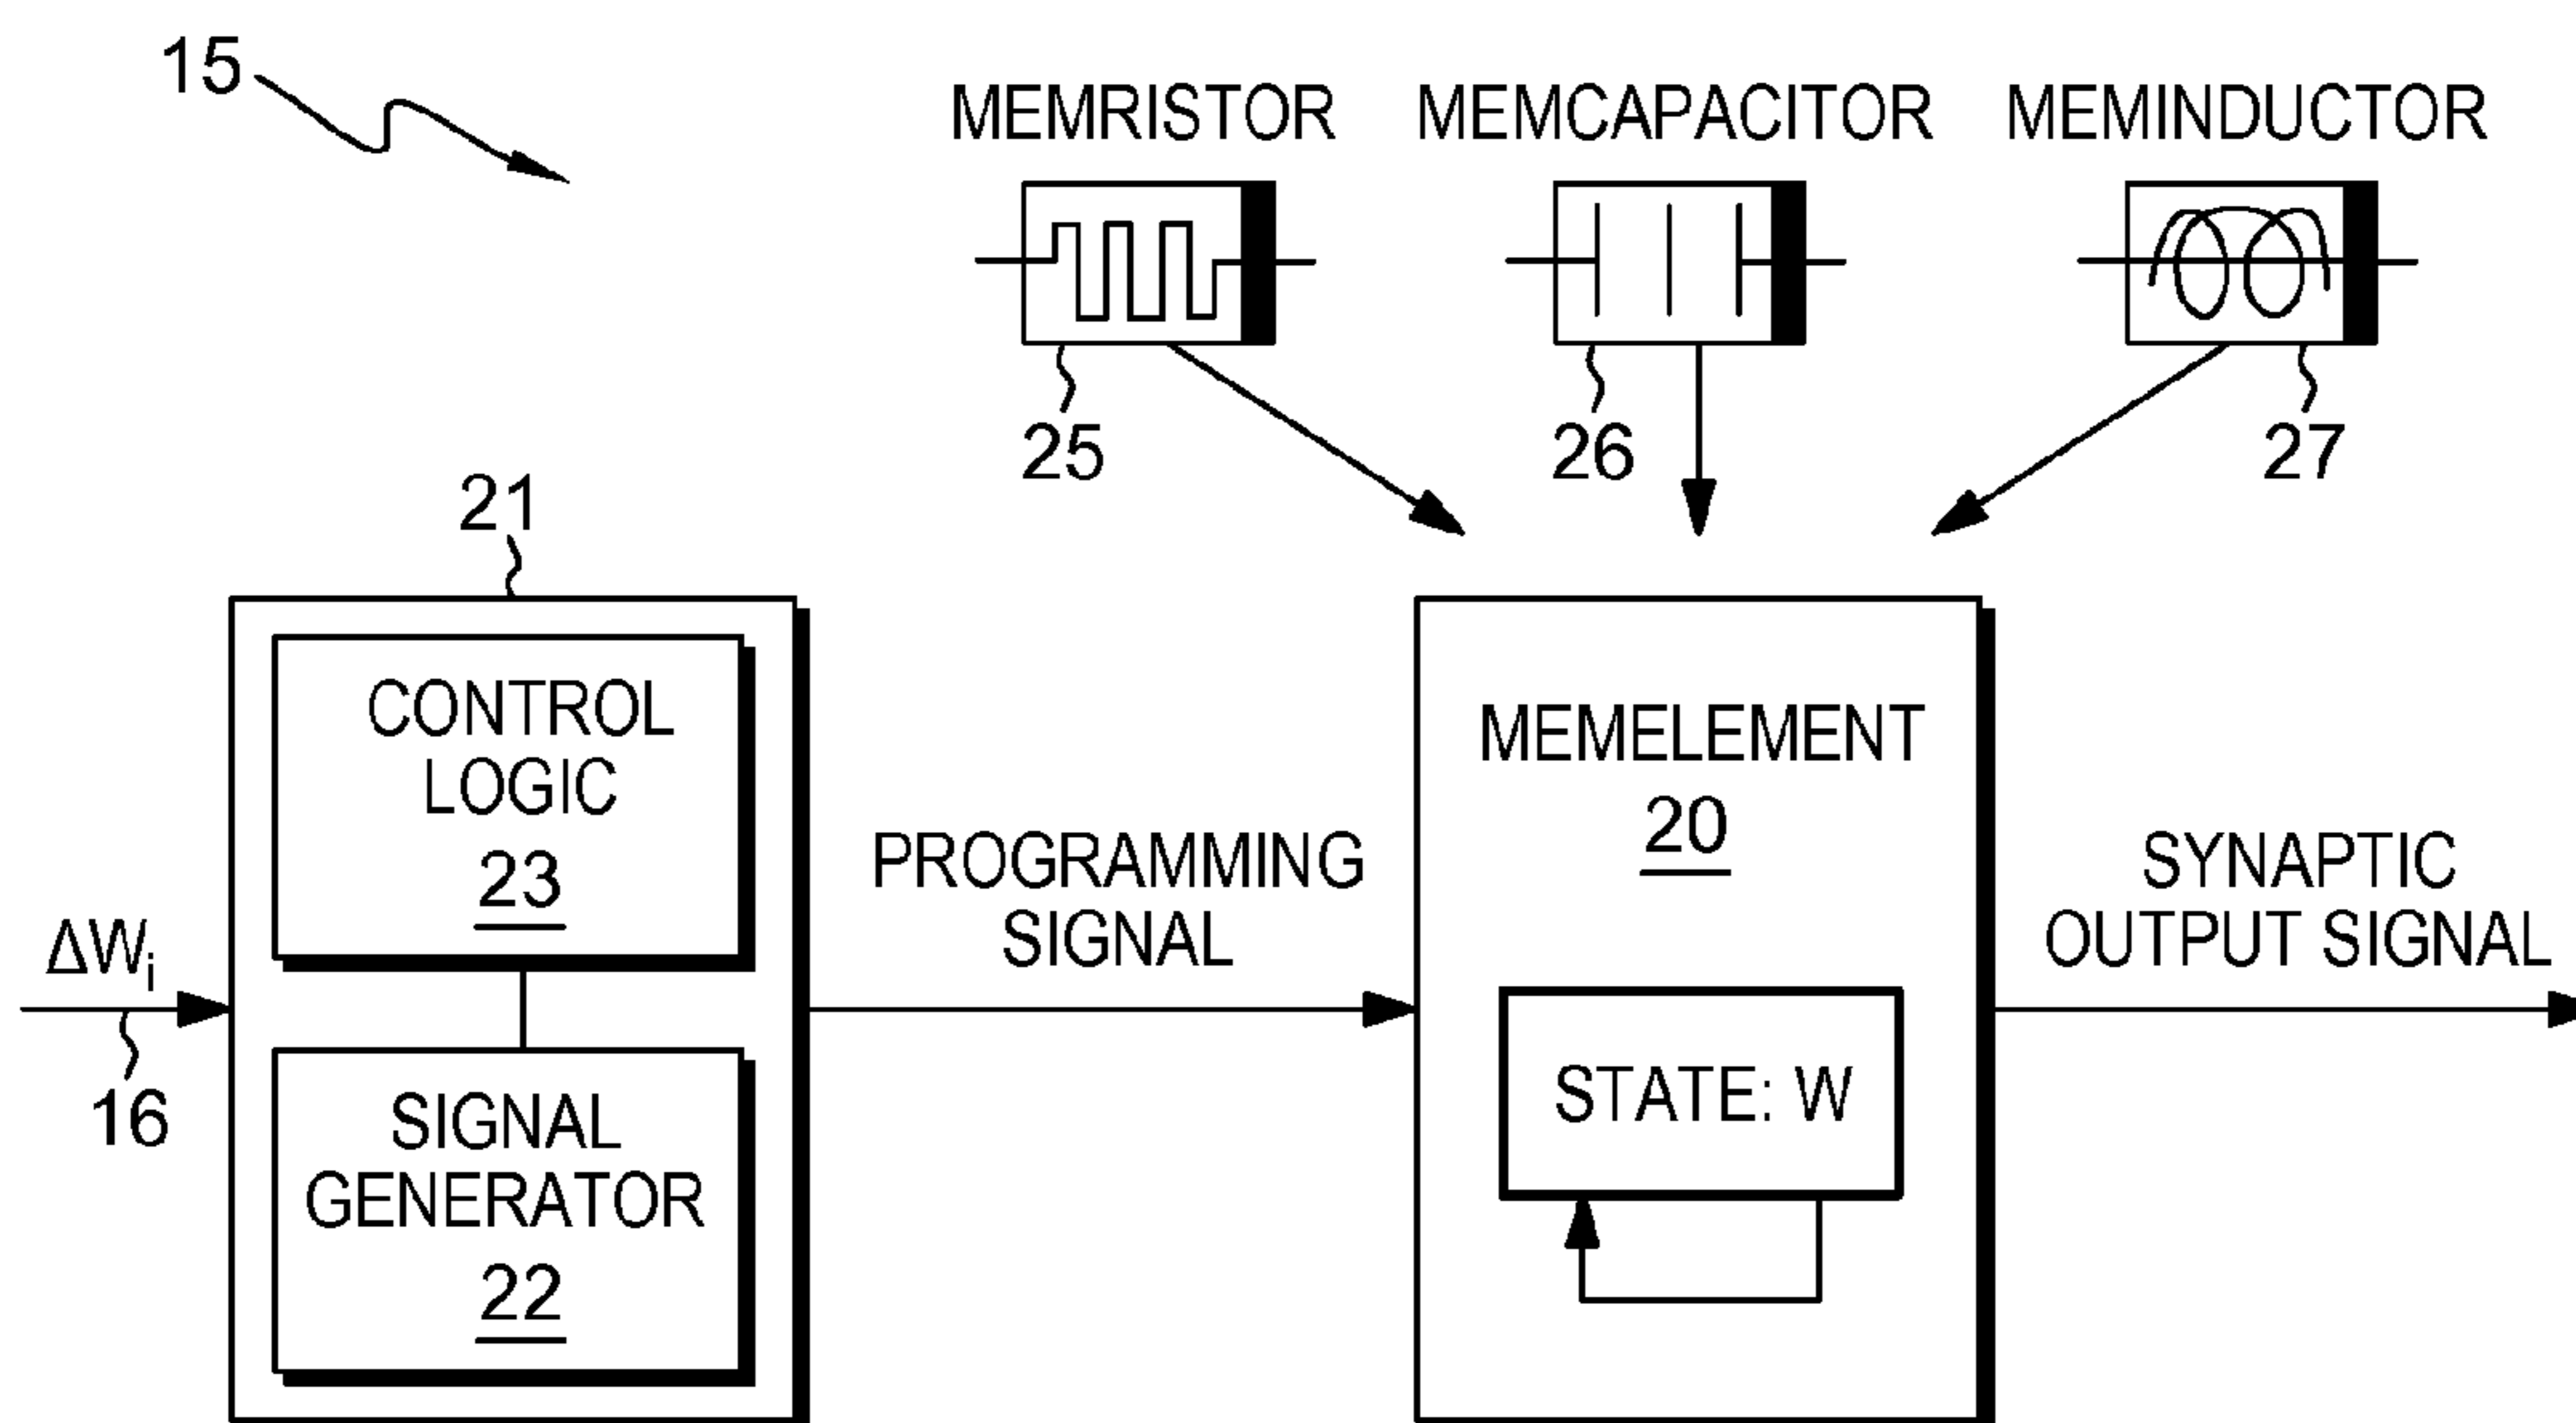 15
MEMRISTOR
MEMCAPACITOR
MEMINDUCTOR
25
26
27
21
CONTROL
LOGIC
23
SIGNAL
GENERATOR
22
ΔWi
16
PROGRAMMING
SIGNAL
MEMELEMENT
20
STATE: W
SYNAPTIC
OUTPUT SIGNAL